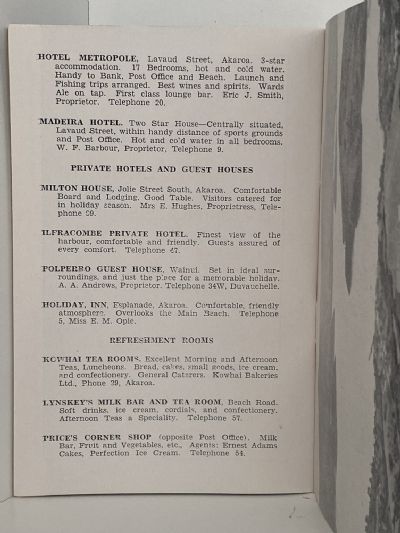 HOTEL METROPOLE, Lavaud Street, Akaroa. 3-star
accommodation. 17 Bedrooms, hot and cold water.
Handy to Bank, Post Office and Beach. Launch and
Fishing trips arranged. Best wines and spirits. Wards
Ale on tap. First class lounge bar. Eric J. Smith,
Proprietor. Telephone 20.
MADEIRA HOTEL. Two Star House—Centrally situated,
Lavaud Street, within handy distance of sports grounds
and Post Office. Hot and cold water in all bedrooms.
W. F. Barbour, Proprietor, Telephone 9.
PRIVATE HOTELS AND GUEST HOUSES
MILTON HOUSE, Jolie Street South, Akaroa. Comfortable
Board and Lodging. Good Table. Visitors catered for
in holiday season. Mrs E. Hughes, Proprietress, Tele-
phone 99.
ILFRACOMBE PRIVATE HOTEL. Finest view of the
harbour, comfortable and friendly. Guests assured of
every comfort. Telephone 47.
POLPERRO GUEST HOUSE, Wainui. Set in ideal sur-
roundings, and just the place for a memorable holiday.
A. A. Andrews, Proprietor. Telephone 34W, Duvauchelle.
HOLIDAY, INN, Esplanade, Akaroa. Comfortable, friendly
atmosphere. Overlooks the Main Beach. Telephone
5, Miss E. M. Opie.
REFRESHMENT ROOMS
KOWHAI TEA ROOMS. Excellent Morning and Afternoon
Teas, Luncheons. Bread, cakes, small goods, ice cream,
and confectionery. General Caterers. Kowhai Bakeries
Ltd., Phone 39, Akaroa.
LYNSKEY'S MILK BAR AND TEA ROOM, Beach Road.
Soft drinks, ice cream, cordials, and confectionery.
Afternoon Teas a Speciality. Telephone 57.
PRICE'S CORNER SHOP (opposite Post Office). Milk
Bar, Fruit and Vegetables, etc., Agents: Ernest Adams
Cakes, Perfection Ice Cream. Telephone 54.